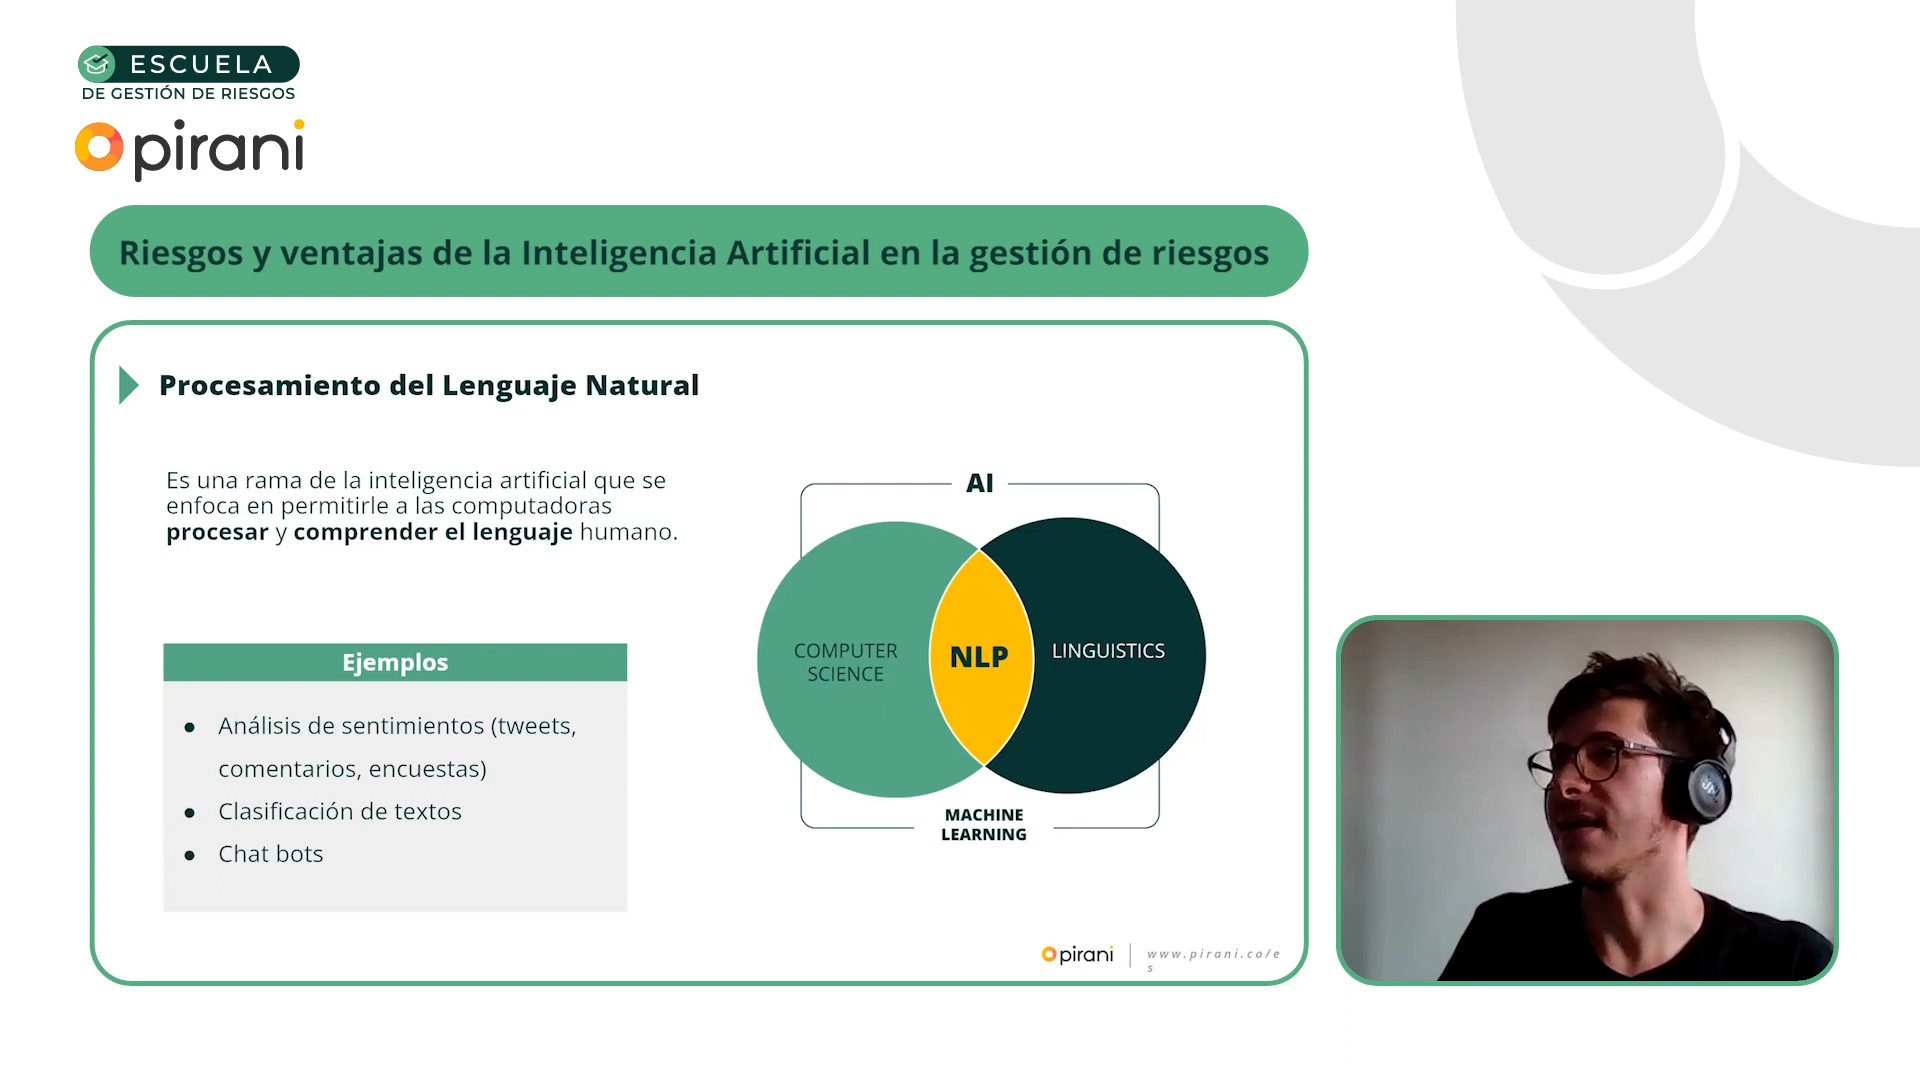 ESCUELA
DE GESTIÓN DE RIESGOS
pirani
Riesgos y ventajas de la Inteligencia Artificial en la gestión de riesgos
Procesamiento del Lenguaje Natural
Es una rama de la inteligencia artificial que se
enfoca en permitirle a las computadoras
procesar y comprender el lenguaje humano.
Ejemplos
● Análisis de sentimientos (tweets,
comentarios, encuestas)
● Clasificación de textos
● Chat bots
AI
COMPUTER
SCIENCE
NLP
LINGUISTICS
MACHINE
LEARNING
pirani
www.pirani.co/e
s
JBL